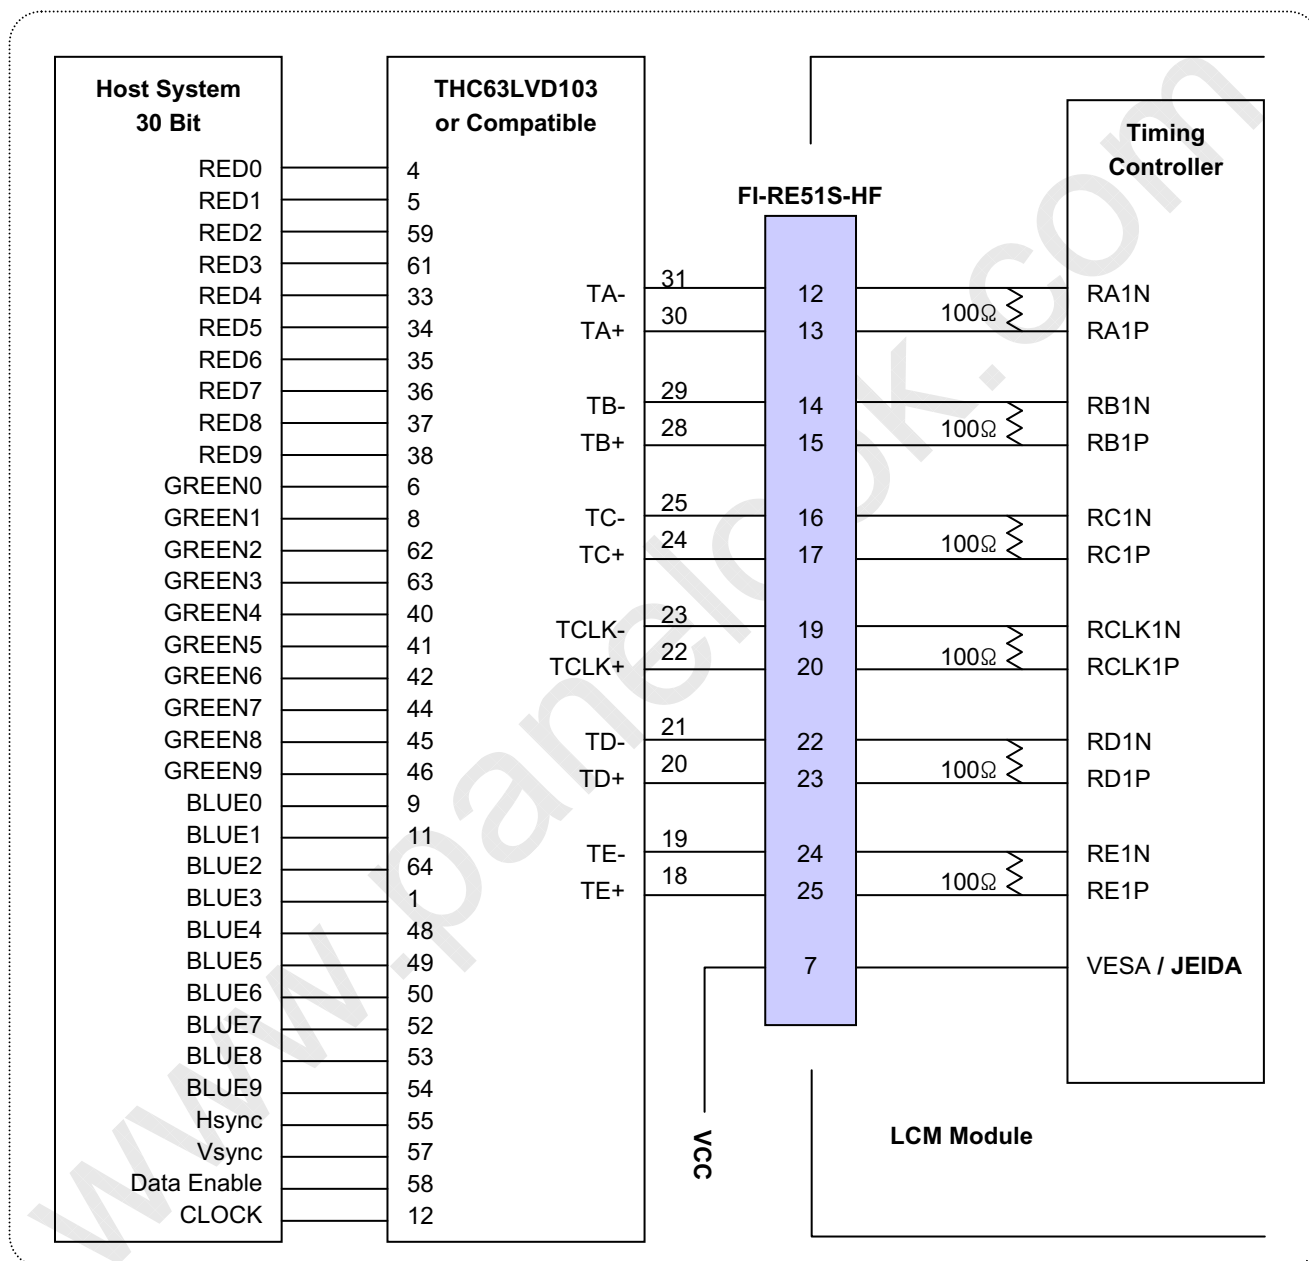 Host System
30 Bit
RED0
RED1
RED2
RED3
RED4
RED5
RED6
RED7
RED8
RED9
GREEN0
GREEN1
GREEN2
GREEN3
GREEN4
GREEN5
GREEN6
GREEN7
GREEN8
GREEN9
BLUE0
BLUE1
BLUE2
BLUE3
BLUE4
BLUE5
BLUE6
BLUE7
BLUE8
BLUE9
Hsync
Vsync
Data Enable
CLOCK
THC63LVD103
or Compatible
4
5
59
61
33
34
35
36
37
38
6
8
62
63
40
41
42
44
45
46
9
11
64
1
48
49
50
52
53
54
55
57
58
12
TA-
TA+
TB-
TB+
TC-
TC+
TCLK-
TCLK+
TD-
TD+
TE-
TE+
31
30
29
28
25
24
23
22
21
20
19
18
FI-RE51S-HF
12
13
14
15
16
17
19
20
22
23
24
25
7
VCC
100Ω
100Ω
100Ω
100Ω
100Ω
100Ω
Timing
Controller
RA1N
RA1P
RB1N
RB1P
RC1N
RC1P
RCLK1N
RCLK1P
RD1N
RD1P
RE1N
RE1P
VESA / JEIDA
LCM Module
www.panelook.com